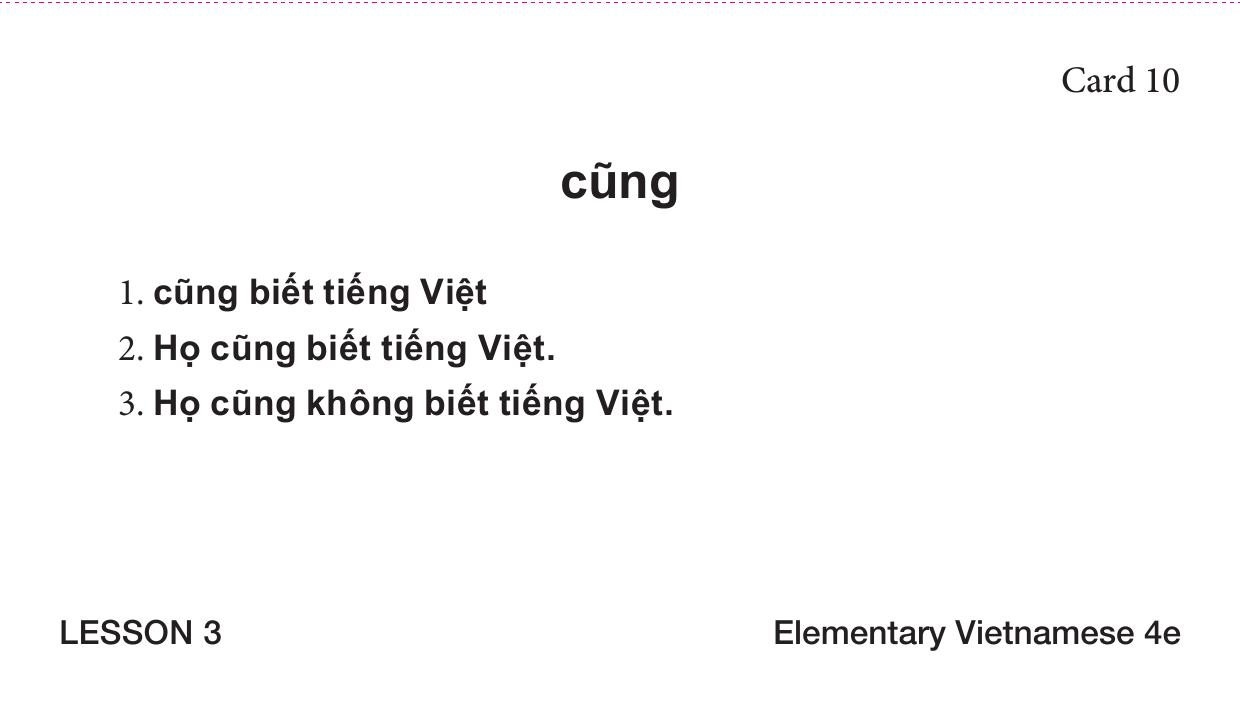 Card 10
cũng
1. cũng biết tiếng Việt
2. Họ cũng biết tiếng Việt.
3. Họ cũng không biết tiếng Việt.
LESSON 3
Elementary Vietnamese 4e